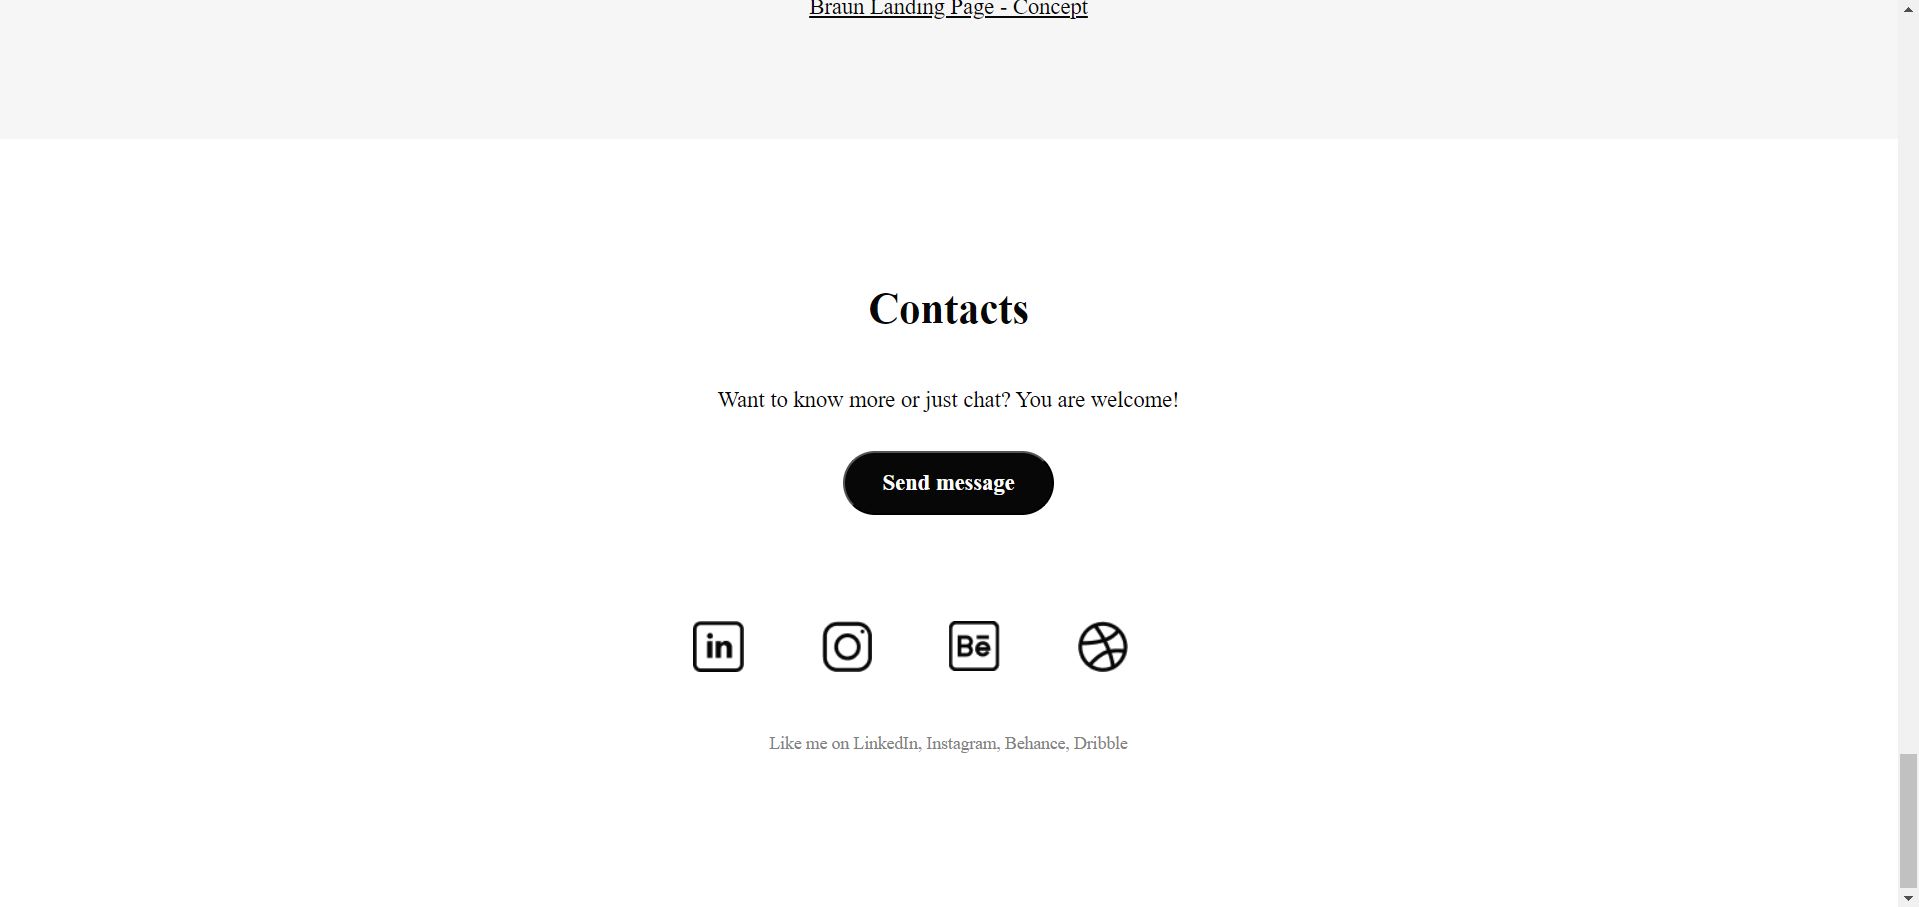 Braun Landing Page - Concept
Contacts
Want to know more or just chat? You are welcome!
Send message
in
Bē
Like me on LinkedIn, Instagram, Behance, Dribble